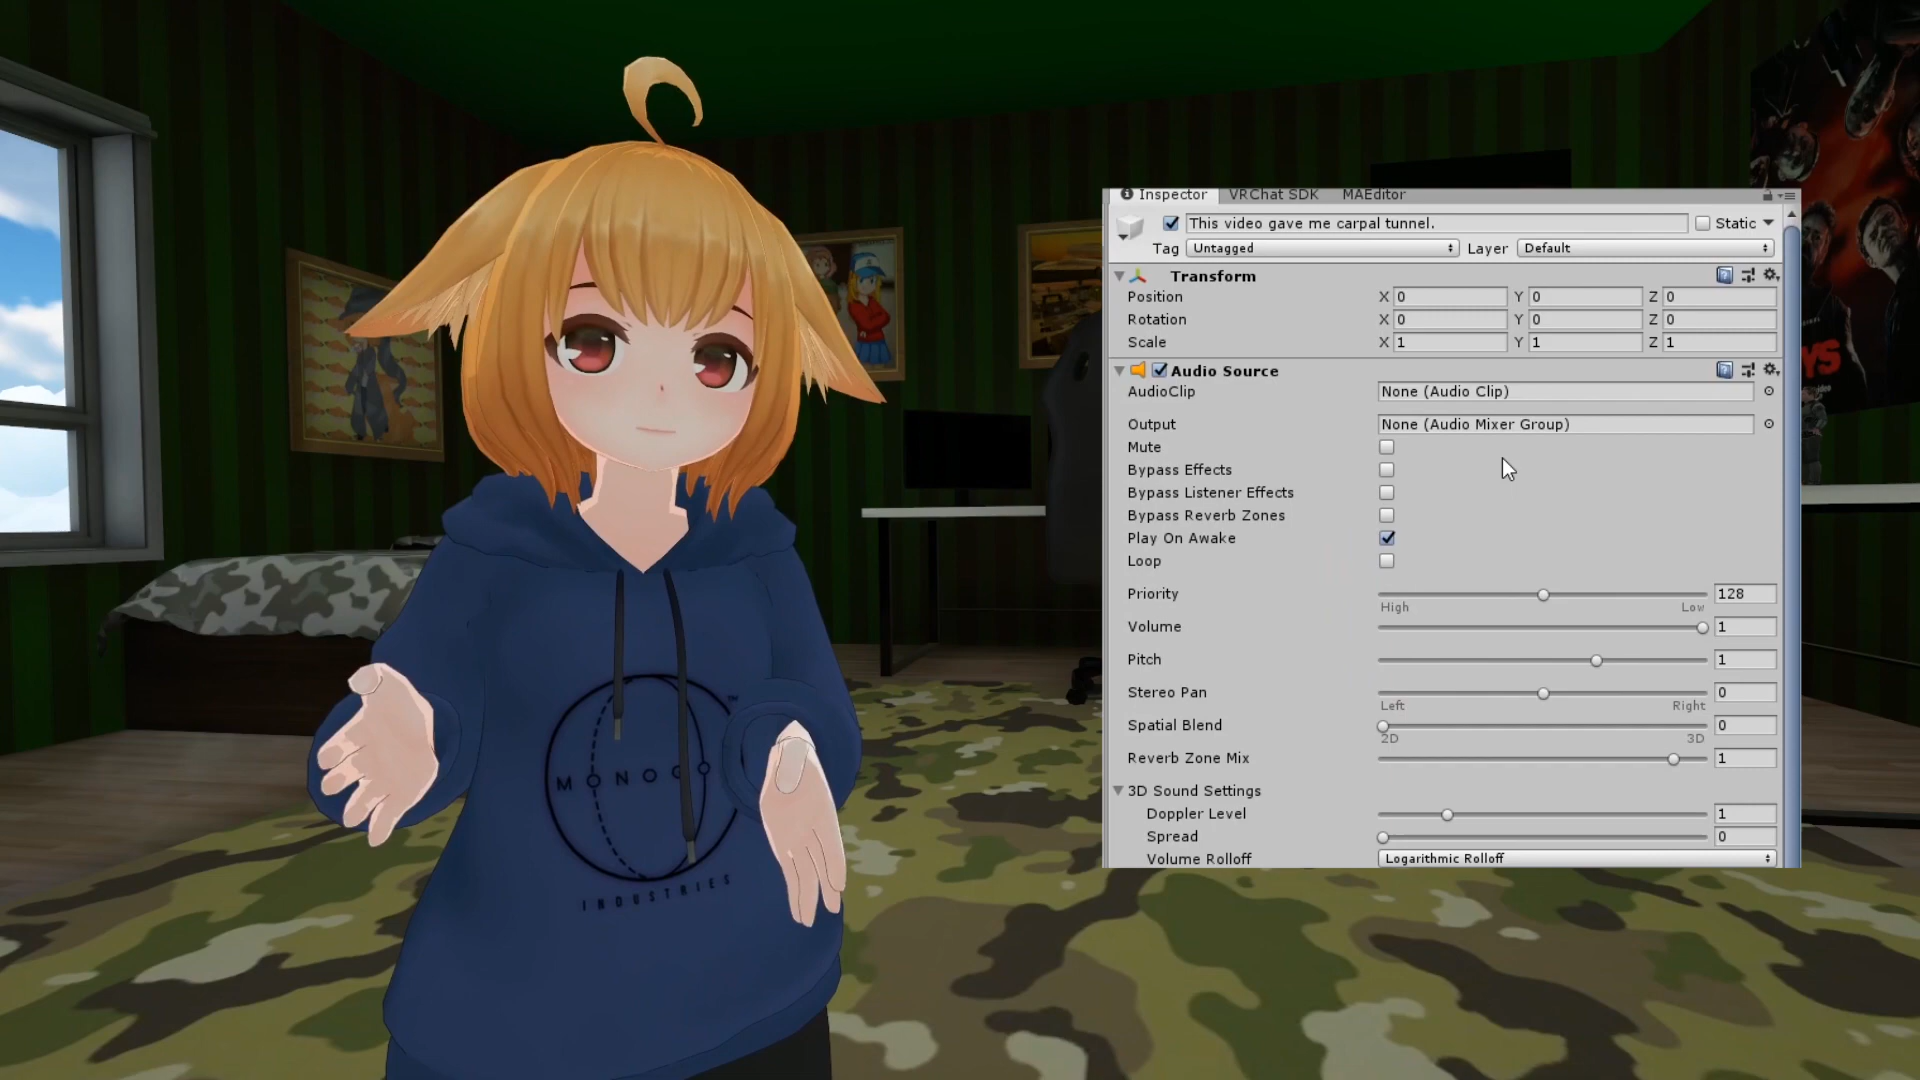 Inspector VRChat SDK MAEditor
This video gave me carpal tunnel. Static
Tag Untagged Layer Default
Transform
Position X 0 Y 0 Z 0
Rotation X 0 Y 0 Z 0
Scale X 1 Y 1 Z 1
Audio Source
AudioClip None (Audio Clip)
Output None (Audio Mixer Group)
Mute
Bypass Effects
Bypass Listener Effects
Bypass Reverb Zones
Play On Awake
Loop
Priority 128
High Low
Volume 1
Pitch 1
Stereo Pan 0
Left Right
Spatial Blend 0
2D 3D
Reverb Zone Mix 1
3D Sound Settings
Doppler Level 1
Spread 0
Volume Rolloff Logarithmic Rolloff
INDUSTRIES